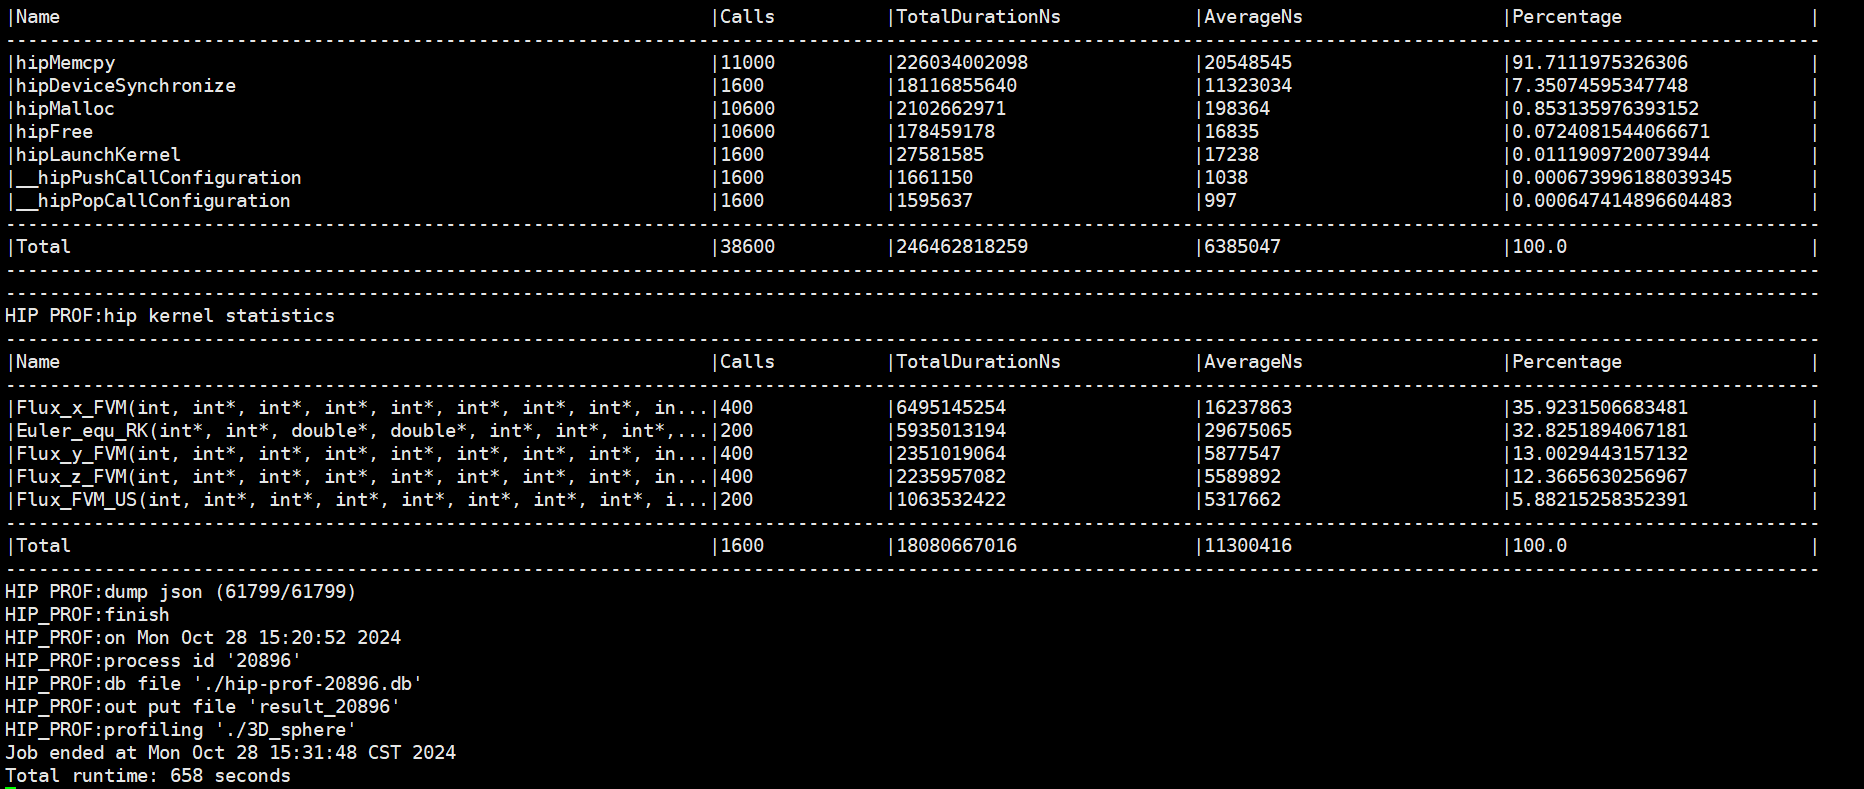 |Name |Calls |TotalDurationNs |AverageNs |Percentage |
|hipMemcpy |11000 |226034002098 |20548545 |91.7111975326306 |
|hipDeviceSynchronize |1600 |18116855640 |11323034 |7.35074595347748 |
|hipMalloc |10600 |2102662971 |198364 |0.853135976393152 |
|hipFree |10600 |178459178 |16835 |0.0724081544066671 |
|hipLaunchKernel |1600 |27581585 |17238 |0.0111909720073944 |
|__hipPushCallConfiguration |1600 |1661150 |1038 |0.000673996188039345 |
|__hipPopCallConfiguration |1600 |1595637 |997 |0.000647414896604483 |
|Total |38600 |246462818259 |6385047 |100.0 |
HIP PROF:hip kernel statistics
|Name |Calls |TotalDurationNs |AverageNs |Percentage |
|Flux_x_FVM(int, int*, int*, int*, int*, int*, int*, int*, in...|400 |6495145254 |16237863 |35.9231506683481 |
|Euler_equ_RK(int*, int*, double*, double*, int*, int*, int*,...|200 |5935013194 |29675065 |32.8251894067181 |
|Flux_y_FVM(int, int*, int*, int*, int*, int*, int*, int*, in...|400 |2351019064 |5877547 |13.0029443157132 |
|Flux_z_FVM(int, int*, int*, int*, int*, int*, int*, int*, in...|400 |2235957082 |5589892 |12.3665630256967 |
|Flux_FVM_US(int, int*, int*, int*, int*, int*, int*, int*, i...|200 |1063532422 |5317662 |5.88215258352391 |
|Total |1600 |18080667016 |11300416 |100.0 |
HIP PROF:dump json (61799/61799)
HIP_PROF:finish
HIP_PROF:on Mon Oct 28 15:20:52 2024
HIP_PROF:process id '20896'
HIP_PROF:db file './hip-prof-20896.db'
HIP_PROF:out put file 'result_20896'
HIP_PROF:profiling './3D_sphere'
Job ended at Mon Oct 28 15:31:48 CST 2024
Total runtime: 658 seconds